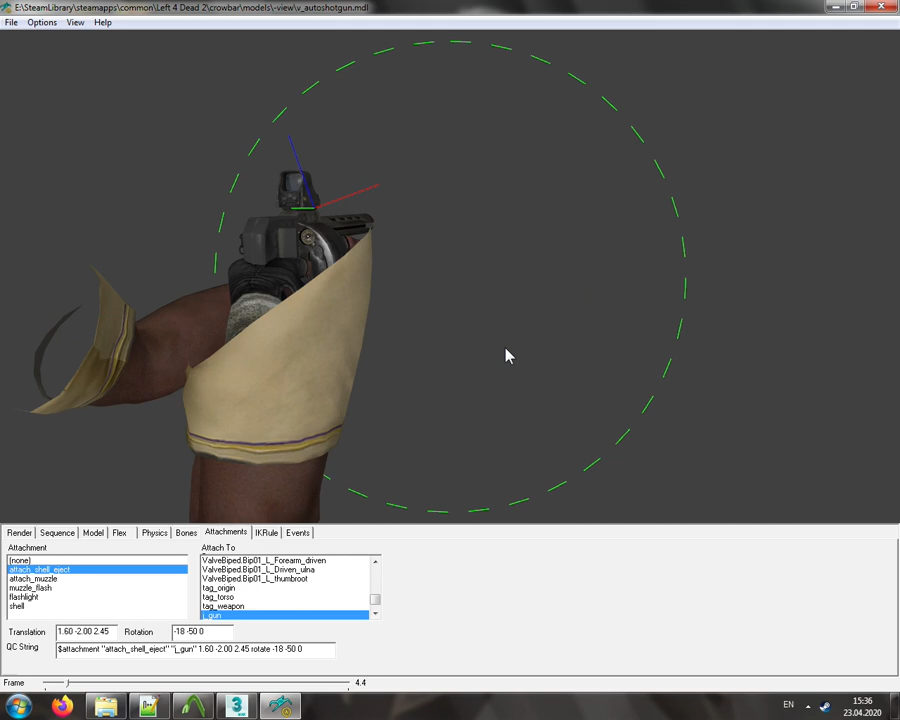 E:\SteamLibrary\steamapps\common\Left 4 Dead 2\crowbar\models\-view\v_autoshotgun.mdl
File Options View Help
Render Sequence Model Flex Physics Bones Attachments IKRule Events
Attachment Attach To
(none) ValveBiped.Bip01_L_Forearm_driven
attach_shell_eject ValveBiped.Bip01_L_Driven_ulna
attach_muzzle ValveBiped.Bip01_L_thumbroot
muzzle_flash tag_origin
flashlight tag_torso
shell tag_weapon
j_gun
Translation 1.60 -2.00 2.45 Rotation -18 -50 0
QC String $attachment "attach_shell_eject" "j_gun" 1.60 -2.00 2.45 rotate -18 -50 0
Frame 4.4
EN 15:36
23.04.2020